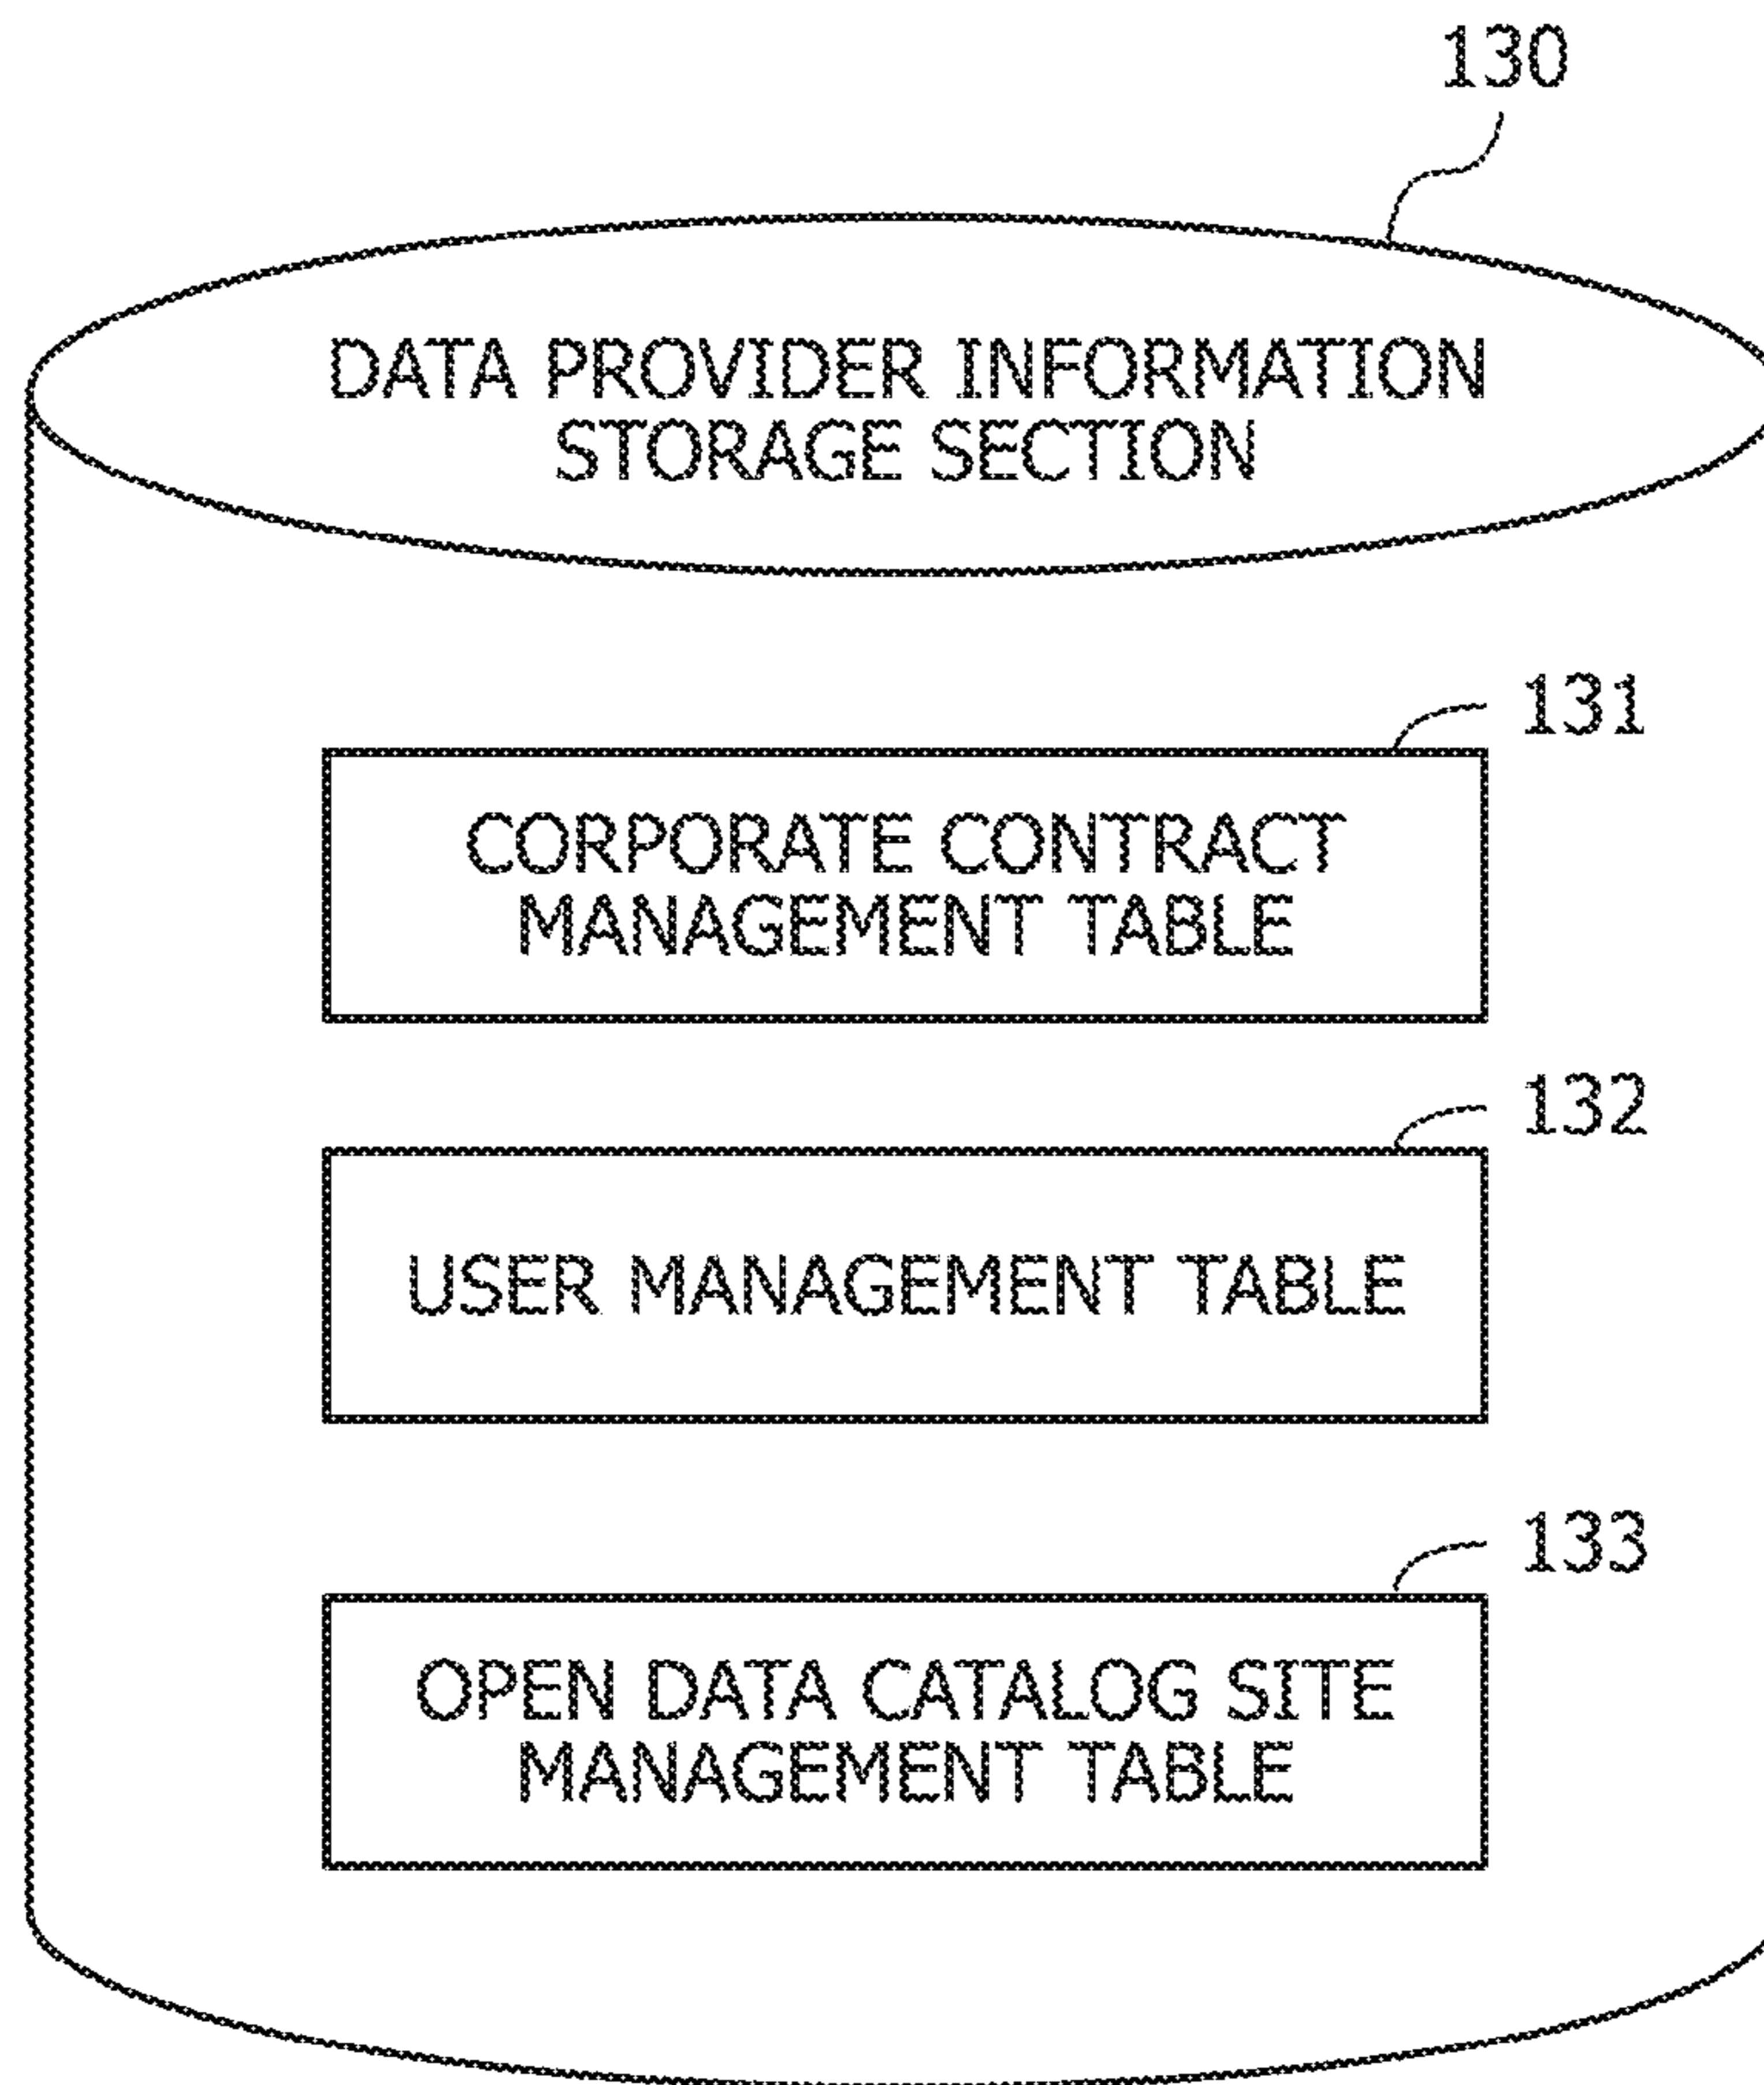 130
DATA PROVIDER INFORMATION
STORAGE SECTION
131
CORPORATE CONTRACT
MANAGEMENT TABLE
132
USER MANAGEMENT TABLE
133
OPEN DATA CATALOG SITE
MANAGEMENT TABLE